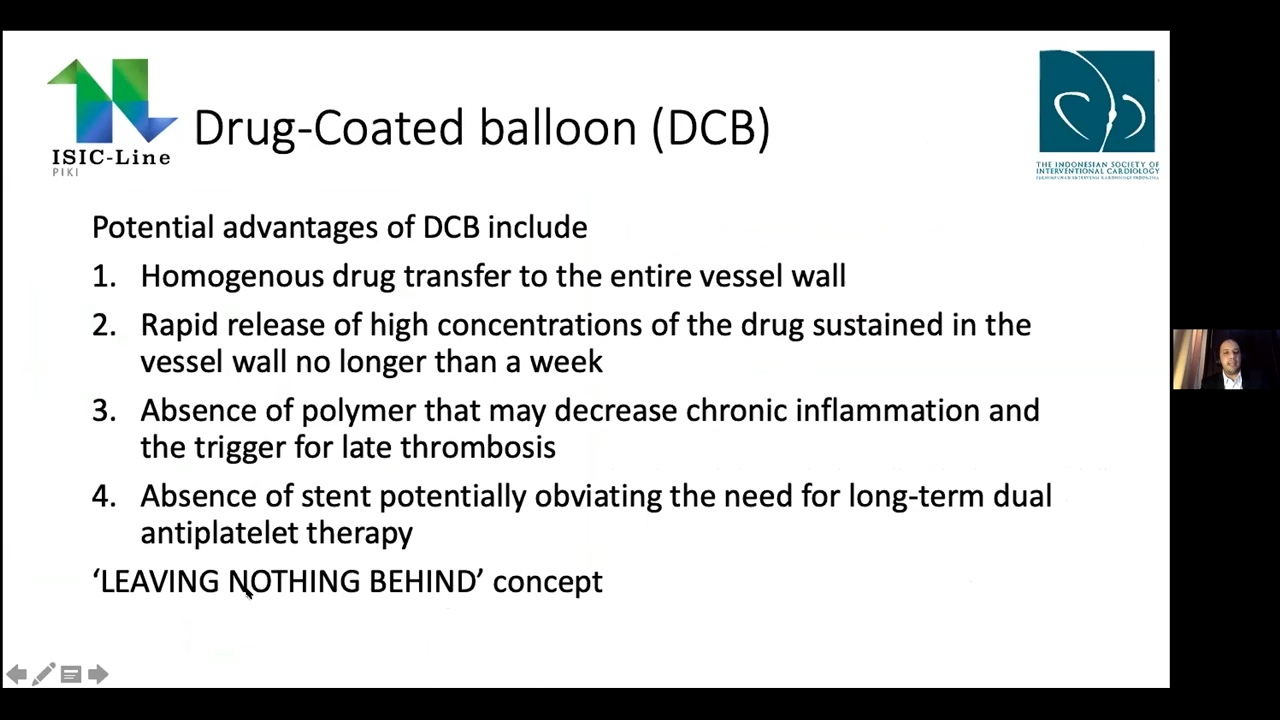 ISIC-Line
PIKI
Drug-Coated balloon (DCB)
THE INDONESIAN SOCIETY OF
INTERVENTIONAL CARDIOLOGY
Potential advantages of DCB include
1. Homogenous drug transfer to the entire vessel wall
2. Rapid release of high concentrations of the drug sustained in the
vessel wall no longer than a week
3. Absence of polymer that may decrease chronic inflammation and
the trigger for late thrombosis
4. Absence of stent potentially obviating the need for long-term dual
antiplatelet therapy
‘LEAVING NOTHING BEHIND’ concept